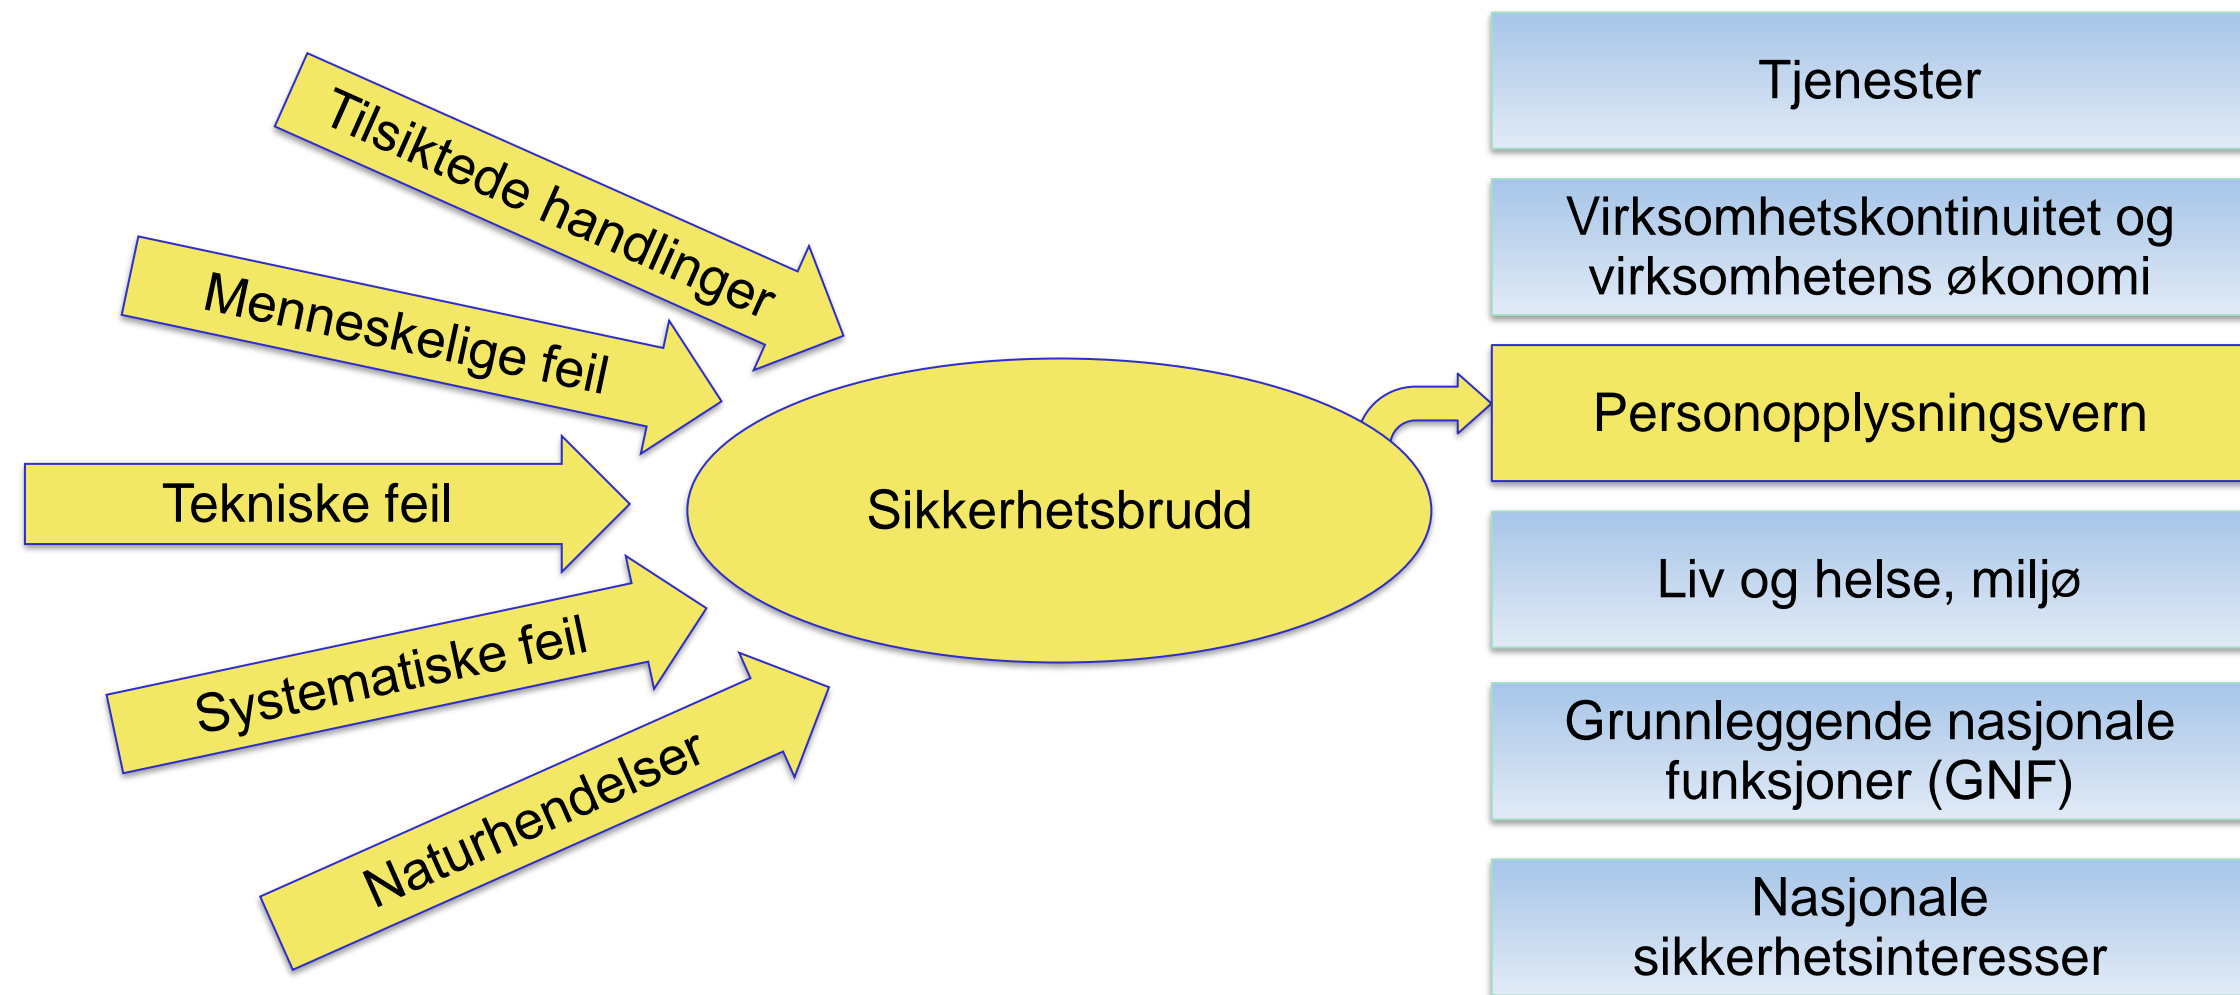 Tilsiktede handlinger
Menneskelige feil
Tekniske feil
Systematiske feil
Naturhendelser
Sikkerhetsbrudd
Tjenester
Virksomhetskontinuitet og
virksomhetens økonomi
Personopplysningsvern
Liv og helse, miljø
Grunnleggende nasjonale
funksjoner (GNF)
Nasjonale
sikkerhetsinteresser